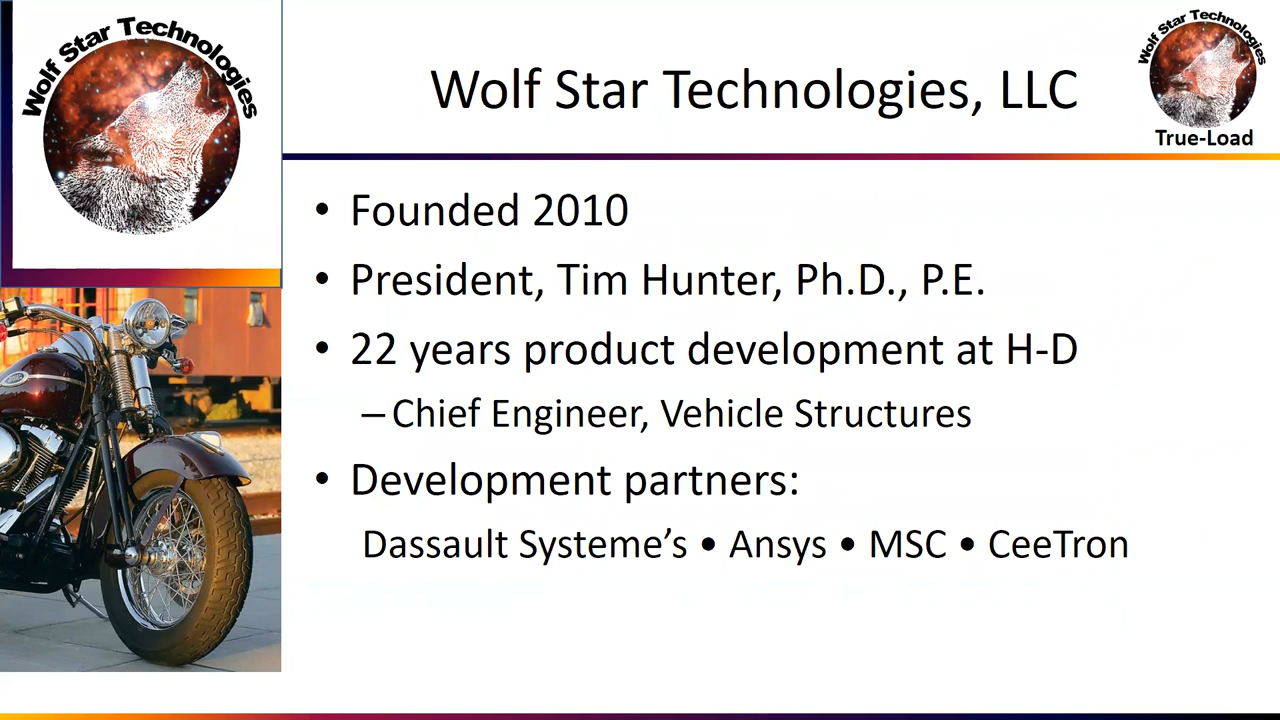 Wolf Star Technologies
Wolf Star Technologies, LLC
Wolf Star Technologies
True-Load
• Founded 2010
• President, Tim Hunter, Ph.D., P.E.
• 22 years product development at H-D
– Chief Engineer, Vehicle Structures
• Development partners:
Dassault Systeme’s • Ansys • MSC • CeeTron